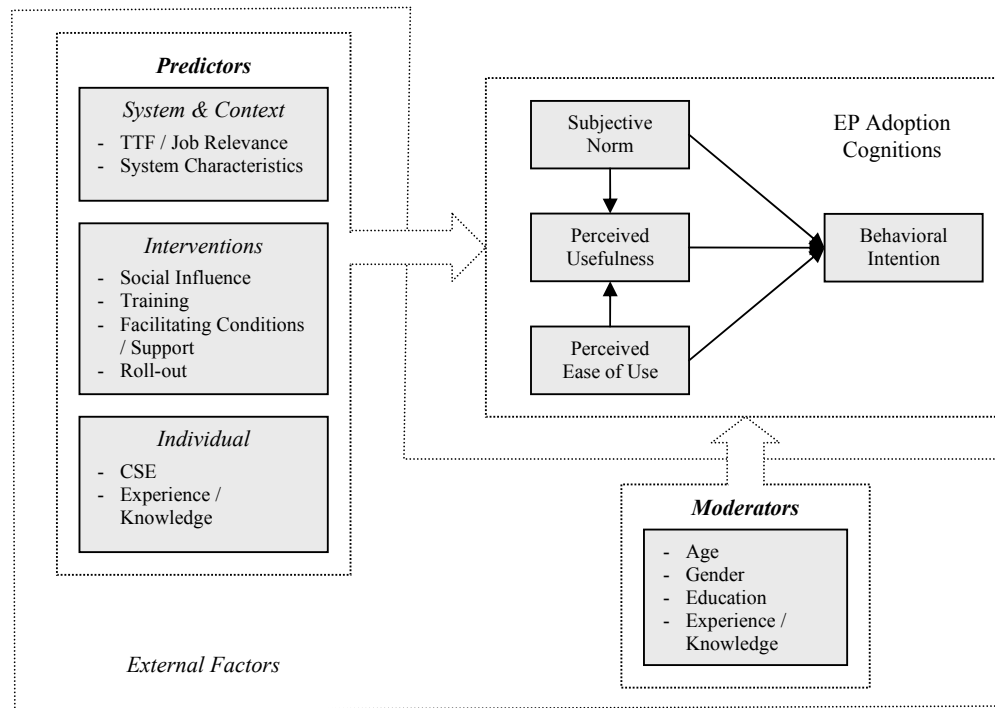 Predictors
System & Context
- TTF / Job Relevance
- System Characteristics
Interventions
- Social Influence
- Training
- Facilitating Conditions
/ Support
- Roll-out
Individual
- CSE
- Experience /
Knowledge
External Factors
EP Adoption
Cognitions
Subjective
Norm
Perceived
Usefulness
Perceived
Ease of Use
Behavioral
Intention
Moderators
- Age
- Gender
- Education
- Experience /
Knowledge